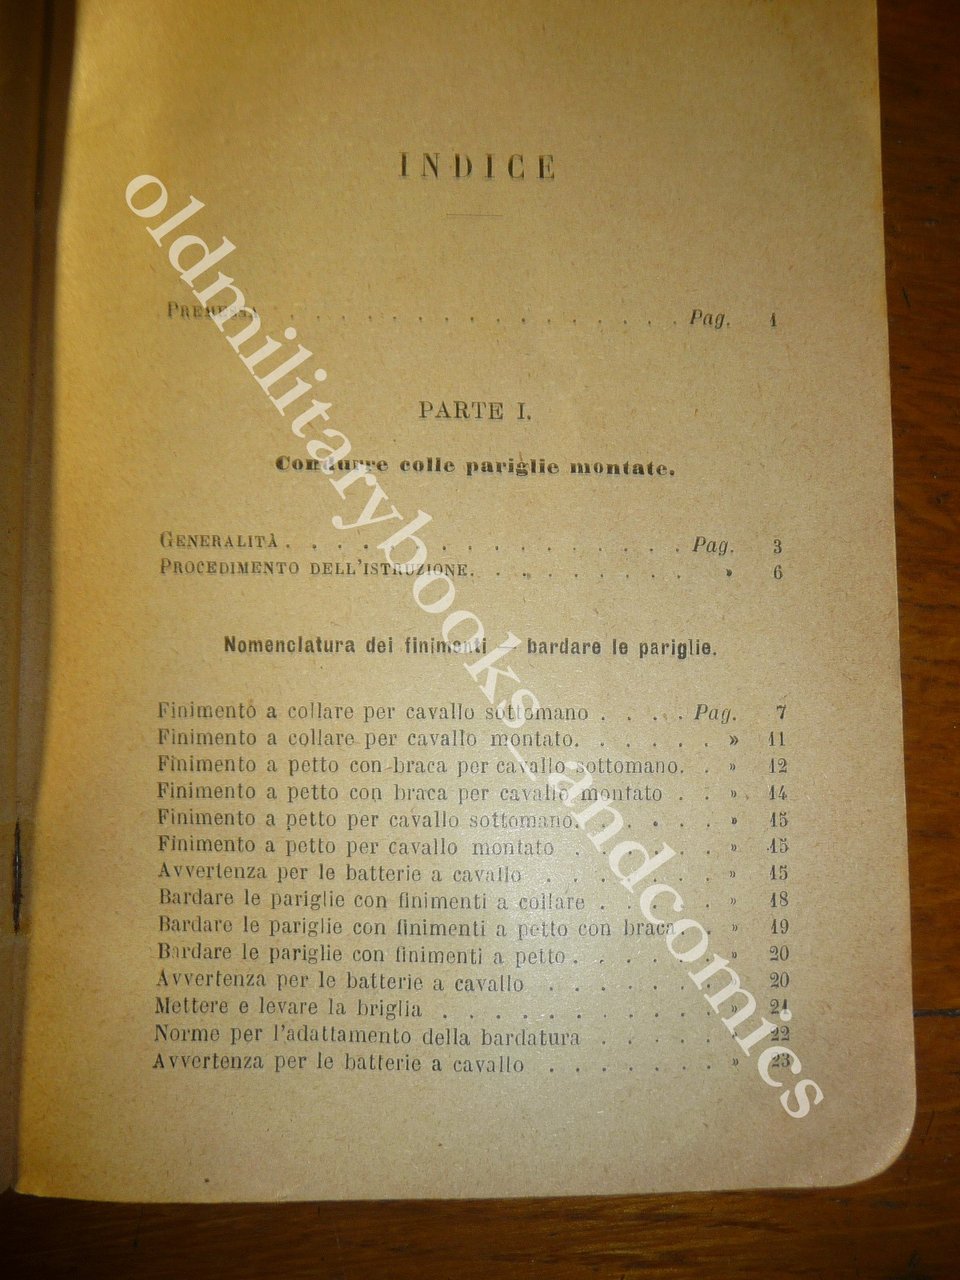 INDICE
PREMESSA . . . . . . . . . . . . . . . . . Pag. 1
PARTE I.
Condurre colle pariglie montate.
GENERALITÀ . . . . . . . . . . . . . . . . Pag. 3
PROCEDIMENTO DELL'ISTRUZIONE. . . . . . . . . » 6
Nomenclatura dei finimenti — bardare le pariglie.
Finimento a collare per cavallo sottomano . . . . Pag. 7
Finimento a collare per cavallo montato. . . . . . » 11
Finimento a petto con braca per cavallo sottomano. . » 12
Finimento a petto con braca per cavallo montato . . » 14
Finimento a petto per cavallo sottomano. . . . . . » 15
Finimento a petto per cavallo montato . . . . . . » 15
Avvertenza per le batterie a cavallo . . . . . . . » 15
Bardare le pariglie con finimenti a collare . . . . . » 18
Bardare le pariglie con finimenti a petto con braca. . » 19
Bardare le pariglie con finimenti a petto . . . . . . » 20
Avvertenza per le batterie a cavallo . . . . . . . » 20
Mettere e levare la briglia . . . . . . . . . . . » 21
Norme per l'adattamento della bardatura . . . . . » 22
Avvertenza per le batterie a cavallo . . . . . . . » 23
oldmilitarybooks_andcomics